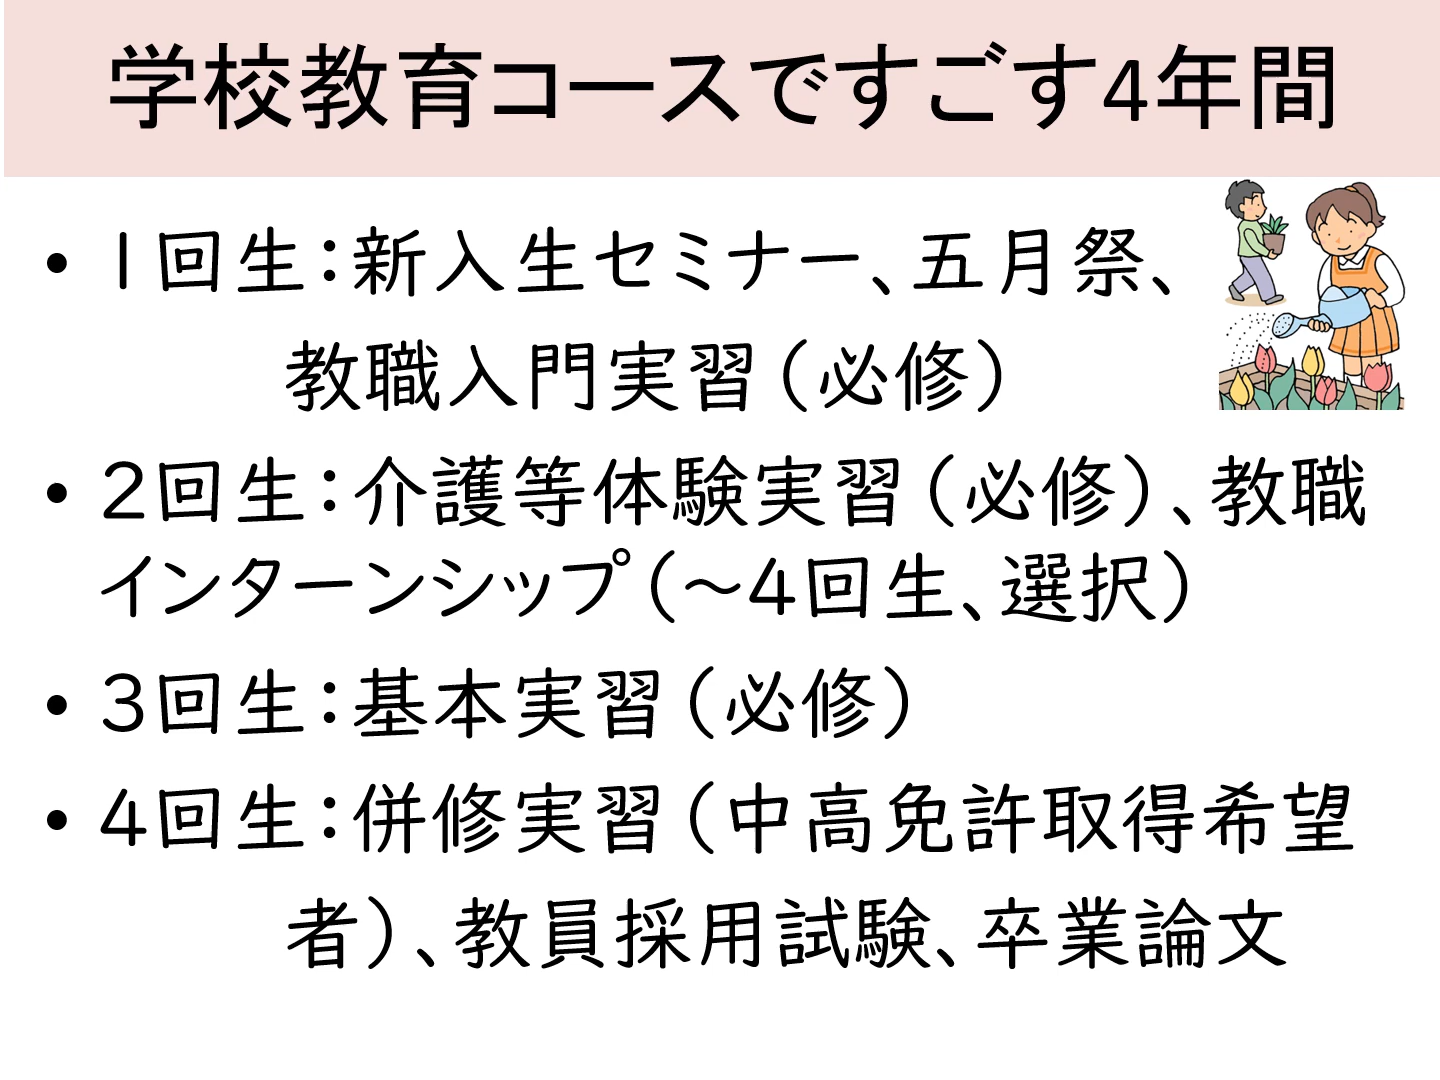 学校教育コースですごす4年間
• 1回生：新入生セミナー、五月祭、
教職入門実習（必修）
• 2回生：介護等体験実習（必修）、教職
インターンシップ（～4回生、選択）
• 3回生：基本実習（必修）
• 4回生：併修実習（中高免許取得希望
者）、教員採用試験、卒業論文